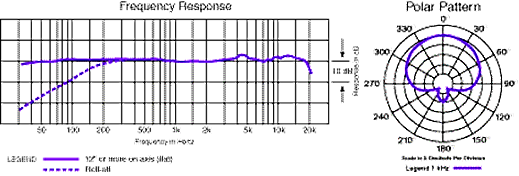 Frequency Response
Polar Pattern
10 dB
Response in dB
50 100 200 500 1k 2k 5k 10k 20k
Frequency in Hertz
LEGEND
12" or more on axis (flat)
Roll-off
0
30
60
90
120
150
180
210
240
270
300
330
Scale is 5 Decibels Per Division
Legend 1 kHz